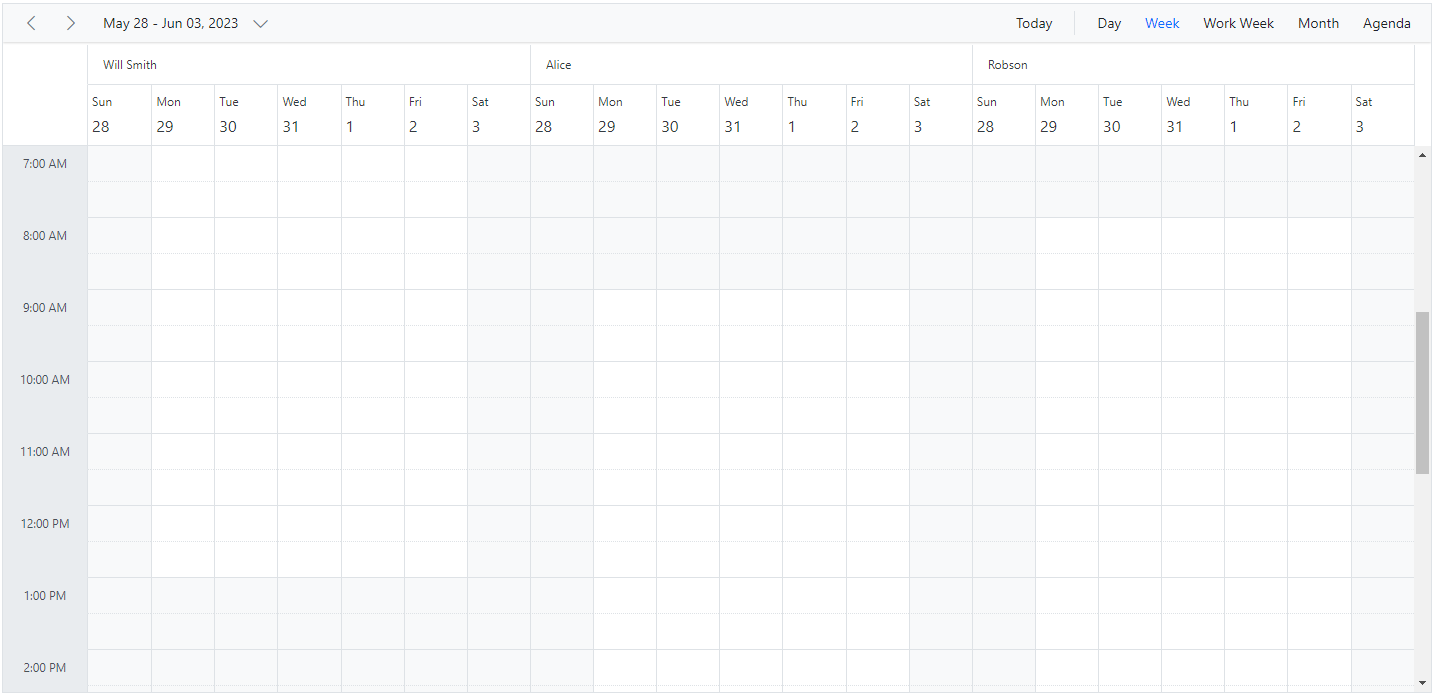 May 28 - Jun 03, 2023 Today Day Week Work Week Month Agenda
Will Smith Alice Robson
Sun Mon Tue Wed Thu Fri Sat Sun Mon Tue Wed Thu Fri Sat Sun Mon Tue Wed Thu Fri Sat
28 29 30 31 1 2 3 28 29 30 31 1 2 3 28 29 30 31 1 2 3
7:00 AM
8:00 AM
9:00 AM
10:00 AM
11:00 AM
12:00 PM
1:00 PM
2:00 PM